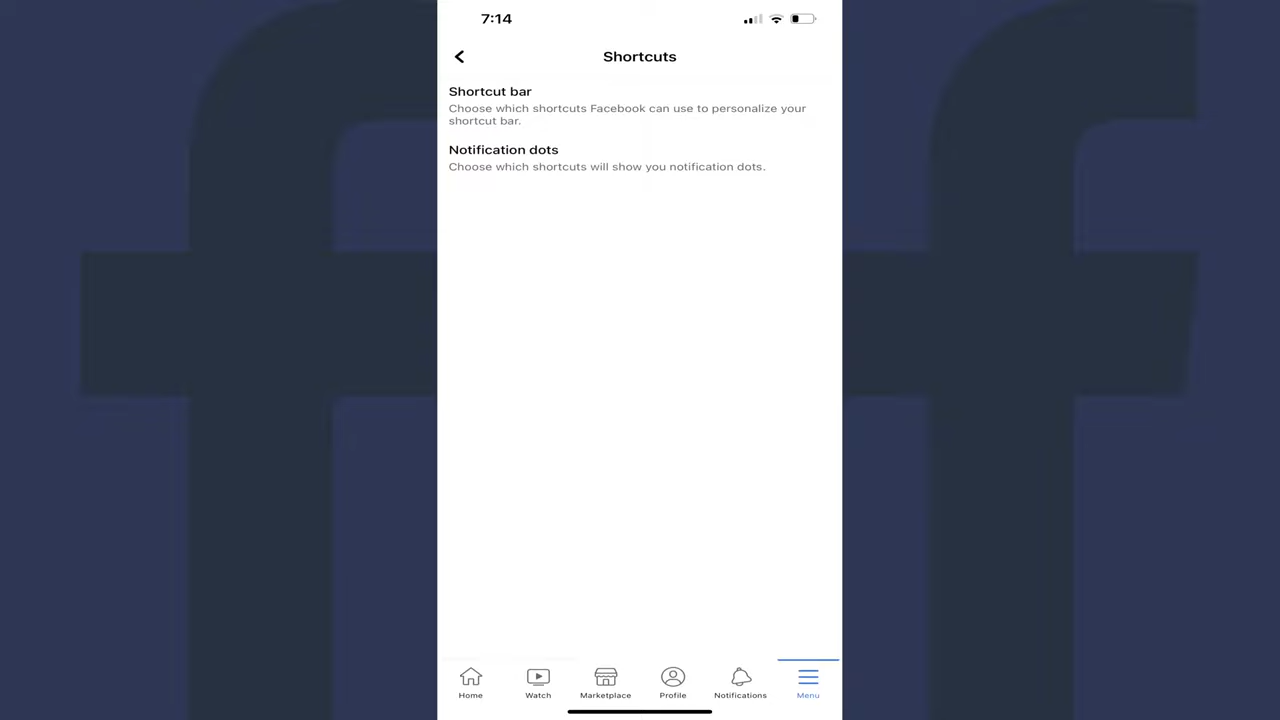 7:14
Shortcuts
Shortcut bar
Choose which shortcuts Facebook can use to personalize your
shortcut bar.
Notification dots
Choose which shortcuts will show you notification dots.
Home
Watch
Marketplace
Profile
Notifications
Menu